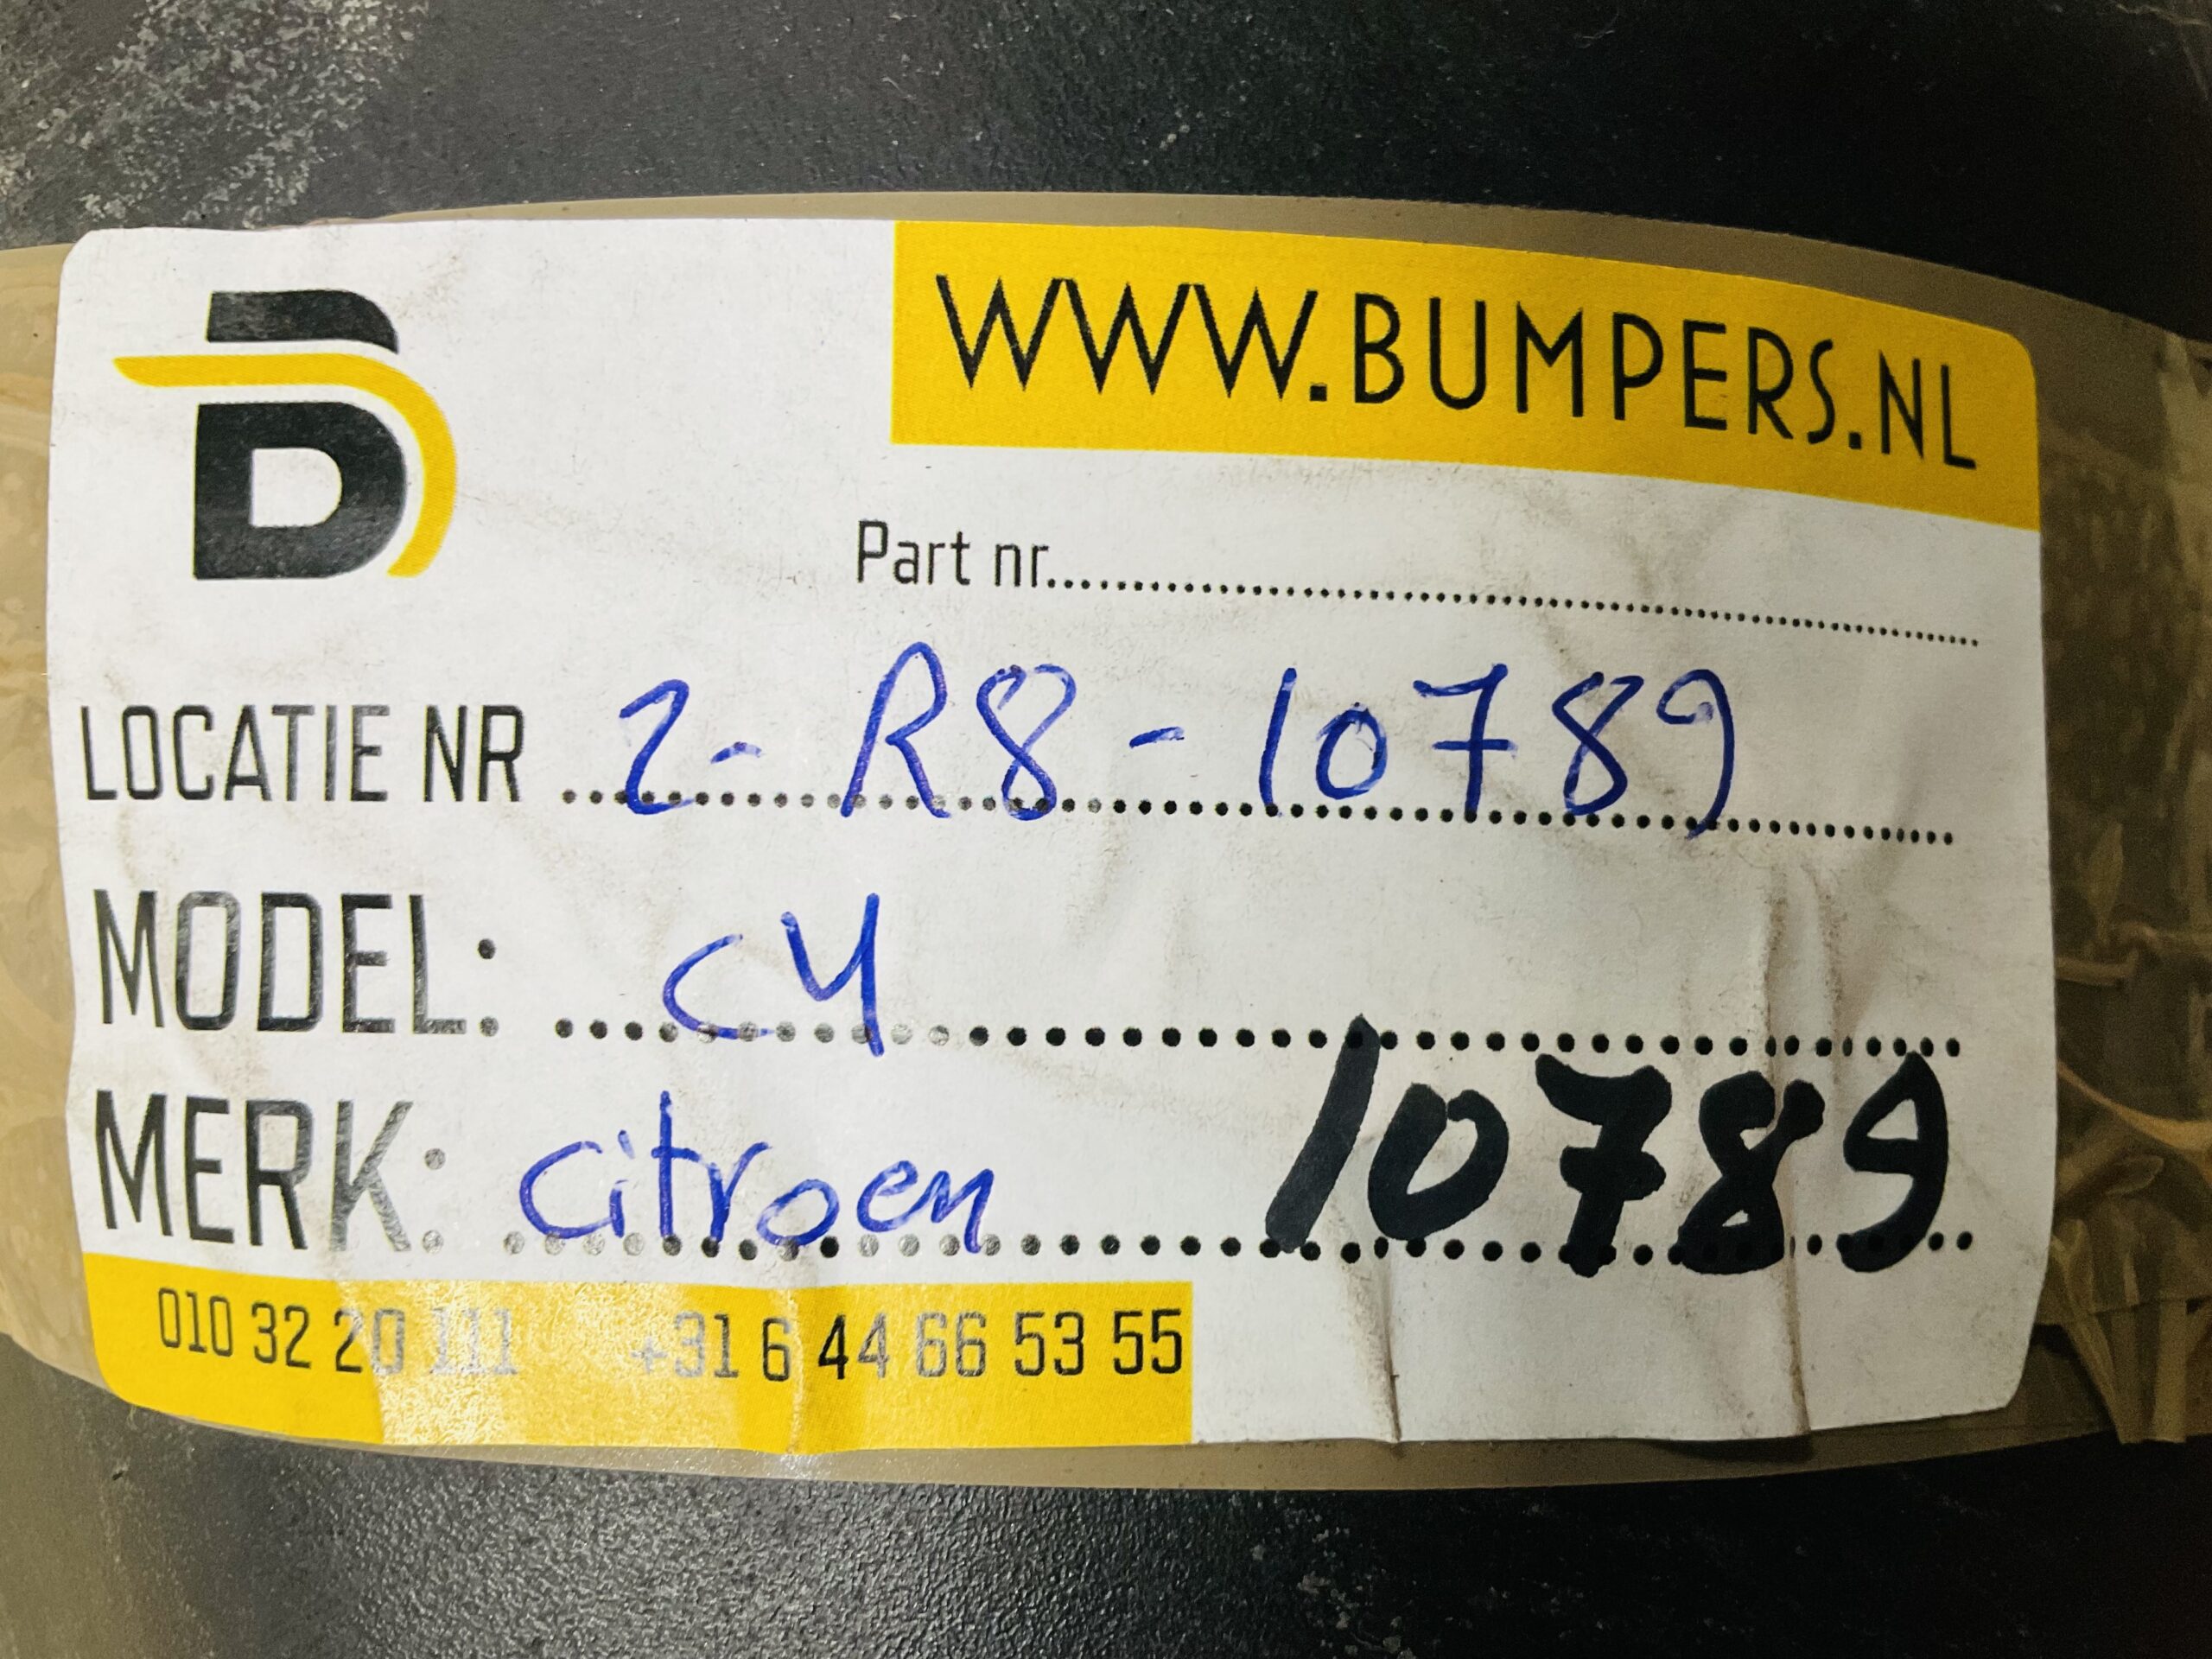 B
WWW.BUMPERS.NL
Part nr.............................................
LOCATIE NR ..2-R8-10789..........
MODEL: ...C4..........
MERK: .citroen.......... 10789
010 32 20 111 +31 6 44 66 53 55